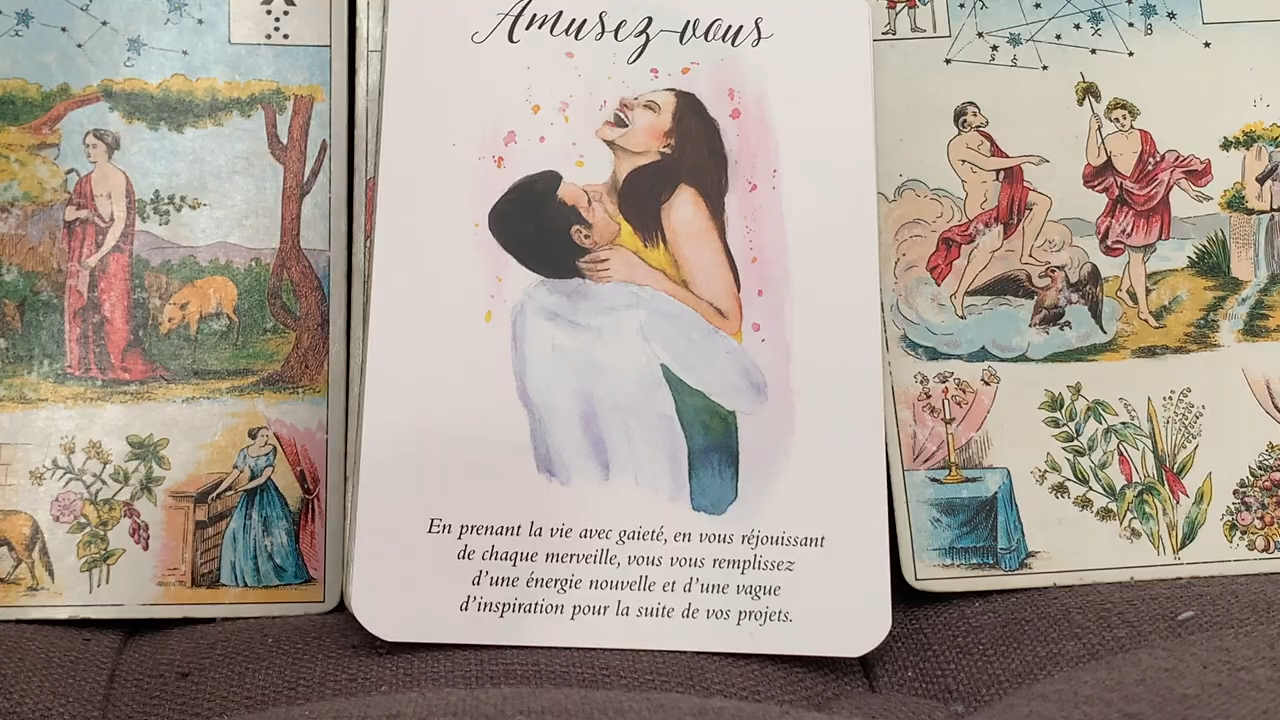 Amusez-vous
En prenant la vie avec gaieté, en vous réjouissant
de chaque merveille, vous vous remplissez
d'une énergie nouvelle et d'une vague
d'inspiration pour la suite de vos projets.